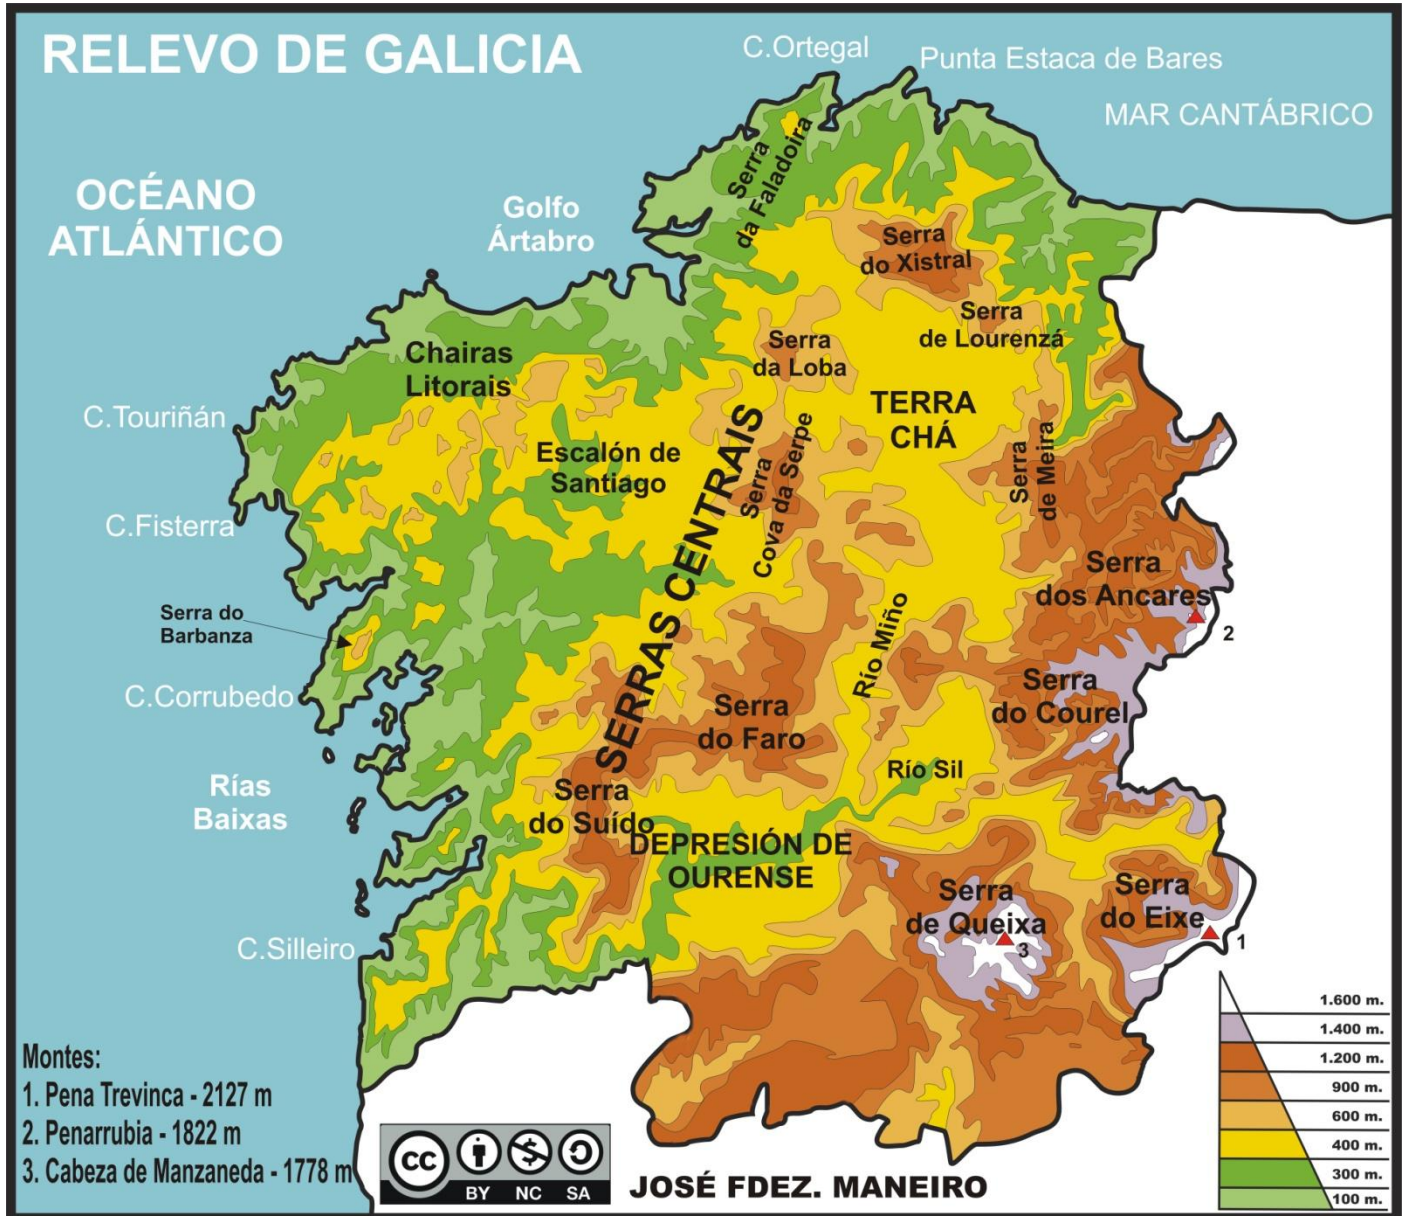 RELEVO DE GALICIA
C.Ortegal
Punta Estaca de Bares
MAR CANTÁBRICO
OCÉANO
ATLÁNTICO
Golfo
Ártabro
Serra
da Faladoira
Serra
do Xistral
Serra
de Lourenzá
Chairas
Litorais
Serra
da Loba
TERRA
CHÁ
C.Touriñán
Escalón de
Santiago
SERRAS CENTRAIS
Serra
Cova da Serpe
Serra
de Meira
C.Fisterra
Serra
dos Ancares
2
Serra do
Barbanza
Río Miño
C.Corrubedo
Serra
do Faro
Serra
do Courel
Rías
Baixas
Serra
do Suído
Río Sil
DEPRESIÓN DE
OURENSE
Serra
de Queixa
3
Serra
do Eixe
1
C.Silleiro
1.600 m.
1.400 m.
1.200 m.
900 m.
600 m.
400 m.
300 m.
100 m.
Montes:
1. Pena Trevinca - 2127 m
2. Penarrubia - 1822 m
3. Cabeza de Manzaneda - 1778 m
cc
BY NC SA
JOSÉ FDEZ. MANEIRO